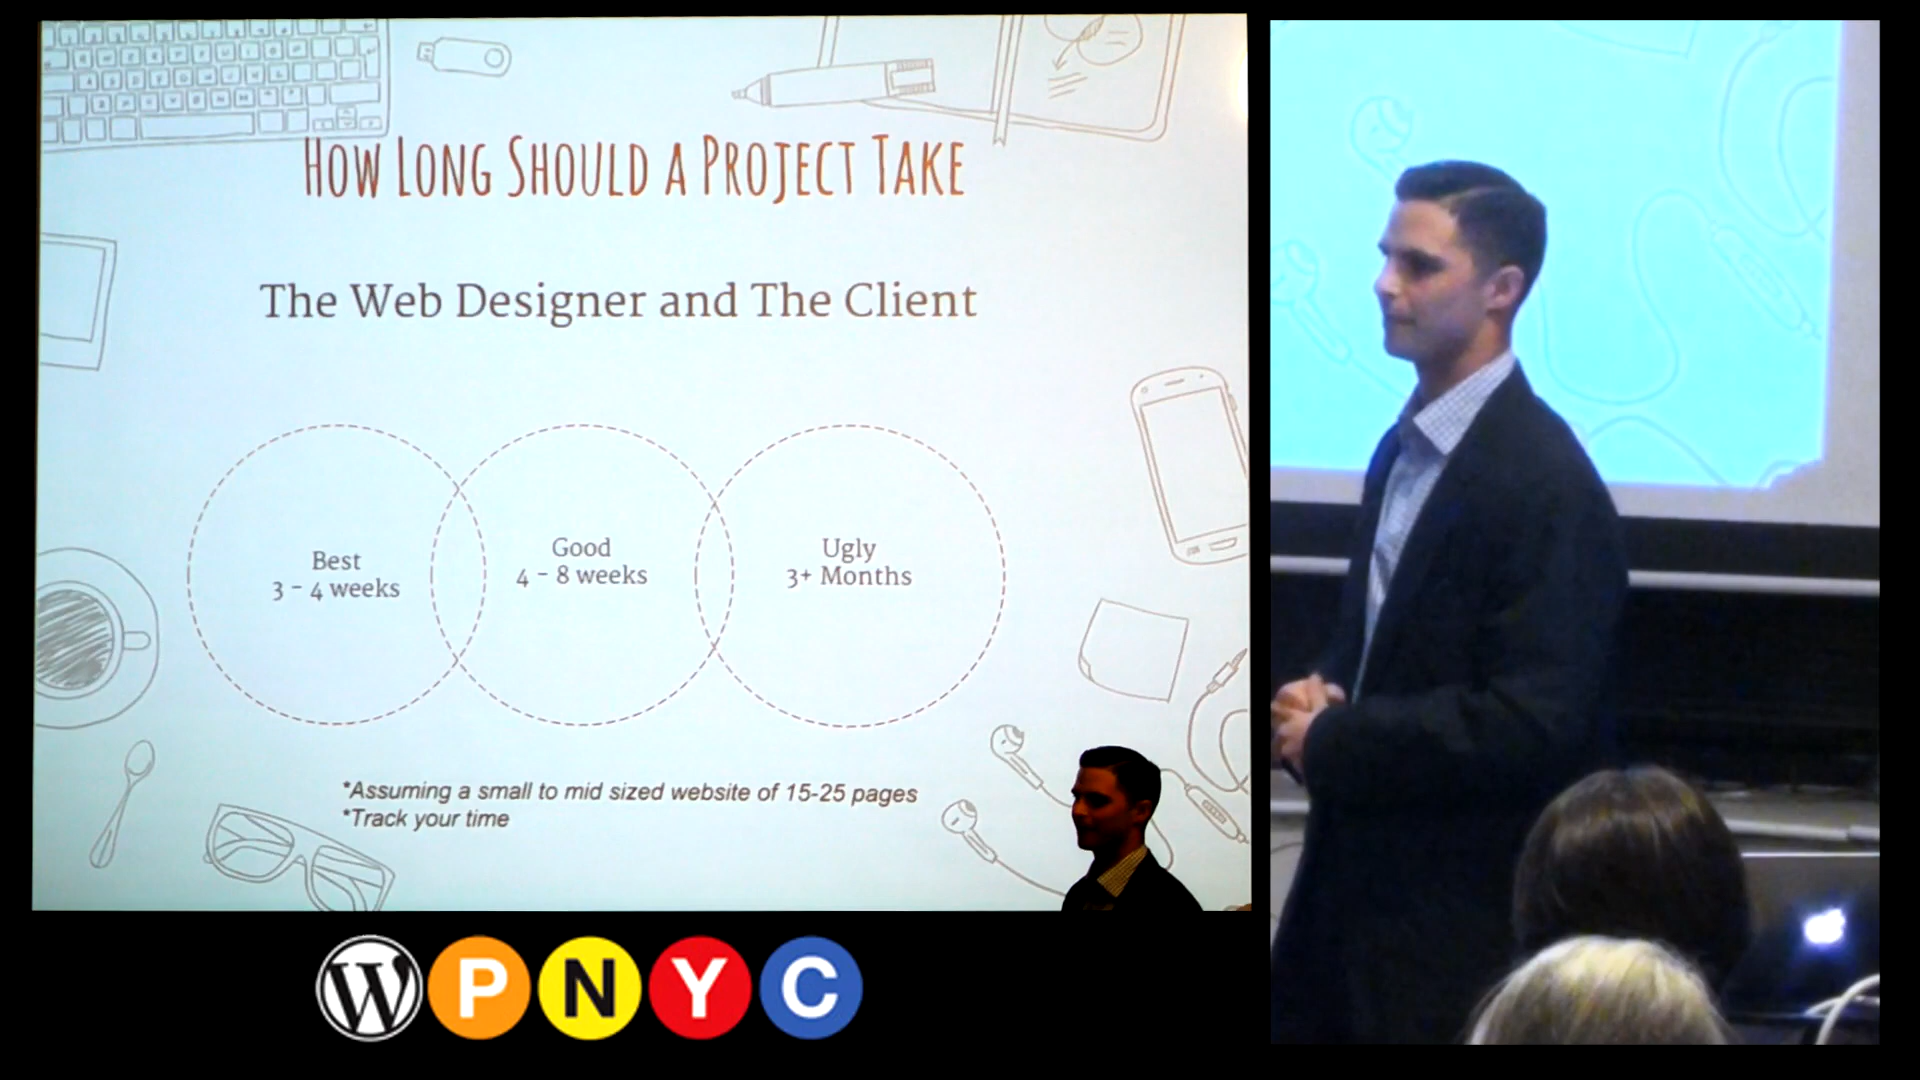 How Long Should a Project Take
The Web Designer and The Client
Best
3 - 4 weeks
Good
4 - 8 weeks
Ugly
3+ Months
*Assuming a small to mid sized website of 15-25 pages
*Track your time
W P N Y C